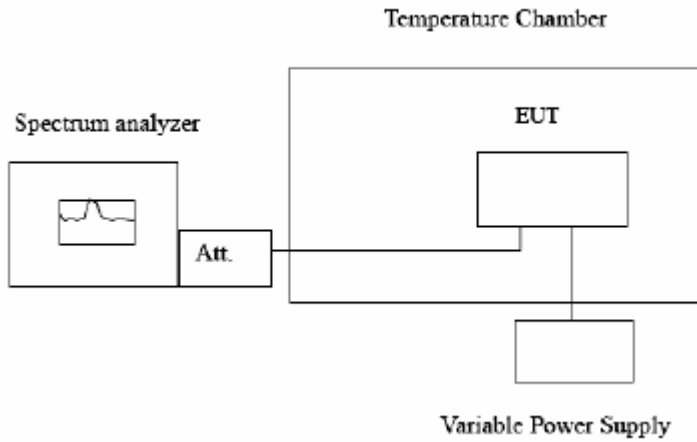 Temperature Chamber
Spectrum analyzer
EUT
Att.
Variable Power Supply